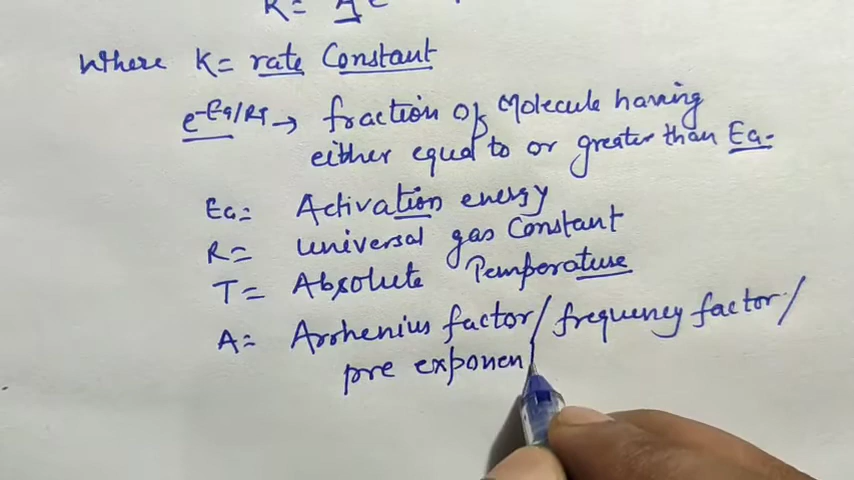 K = A e
Where K = rate Constant
e-Ea/RT → fraction of Molecule having
either equal to or greater than Ea.
Ea = Activation energy
R = universal gas Constant
T = Absolute Temperature
A = Arrhenius factor/frequency factor/
pre exponen